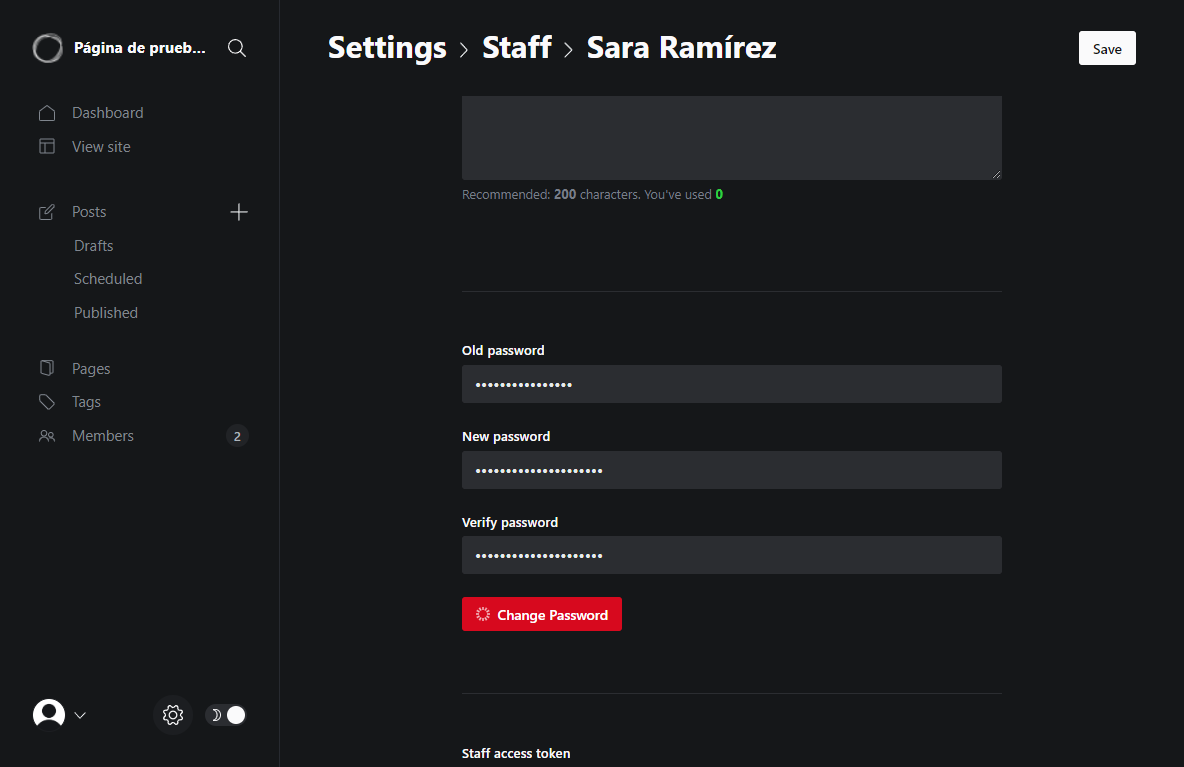 Página de prueb...
Dashboard
View site
Posts
Drafts
Scheduled
Published
Pages
Tags
Members 2
Settings > Staff > Sara Ramírez
Save
Recommended: 200 characters. You've used 0
Old password
••••••••••••••••
New password
•••••••••••••••••••••
Verify password
•••••••••••••••••••••
Change Password
Staff access token